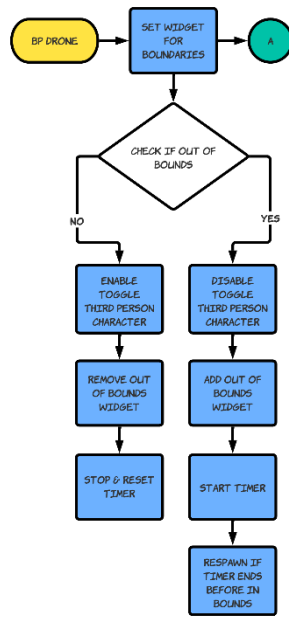 BP DRONE
SET WIDGET
FOR
BOUNDARIES
A
CHECK IF OUT OF
BOUNDS
NO
YES
ENABLE
TOGGLE
THIRD PERSON
CHARACTER
DISABLE
TOGGLE
THIRD PERSON
CHARACTER
REMOVE OUT
OF BOUNDS
WIDGET
ADD OUT OF
BOUNDS
WIDGET
STOP & RESET
TIMER
START TIMER
RESPAWN IF
TIMER ENDS
BEFORE IN
BOUNDS